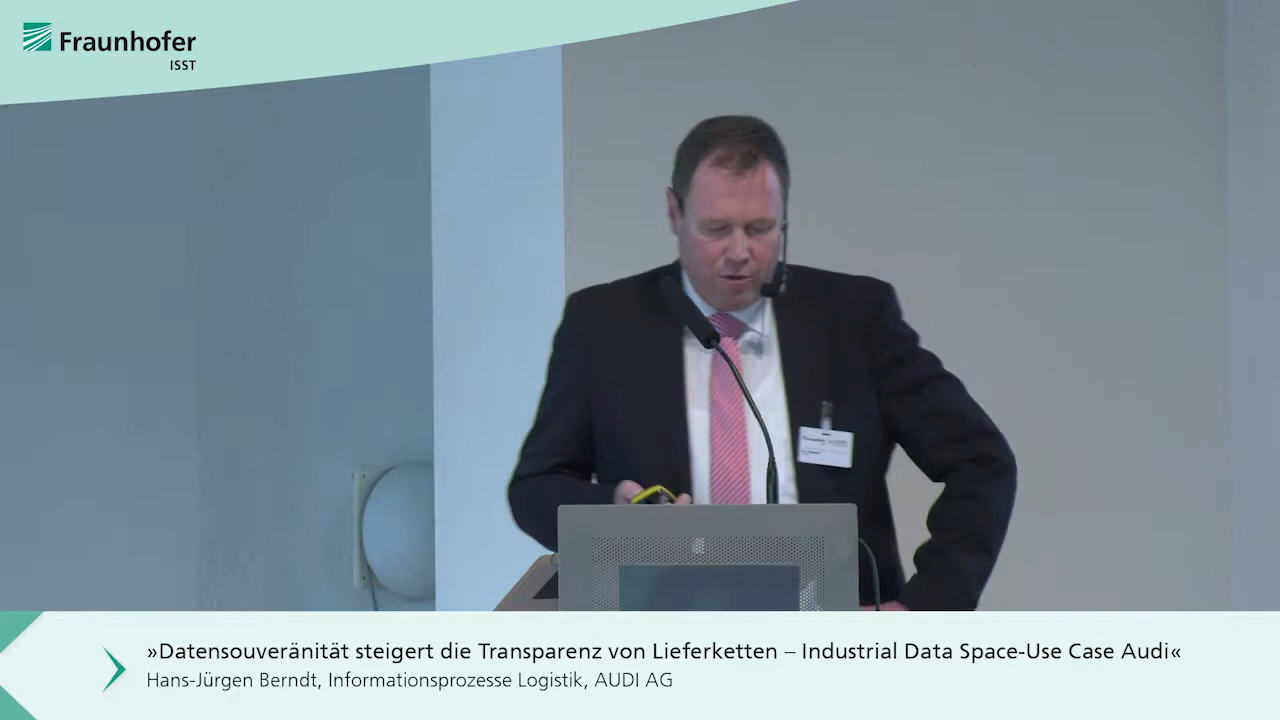 Fraunhofer
ISST
»Datensouveränität steigert die Transparenz von Lieferketten – Industrial Data Space-Use Case Audi«
Hans-Jürgen Berndt, Informationsprozesse Logistik, AUDI AG